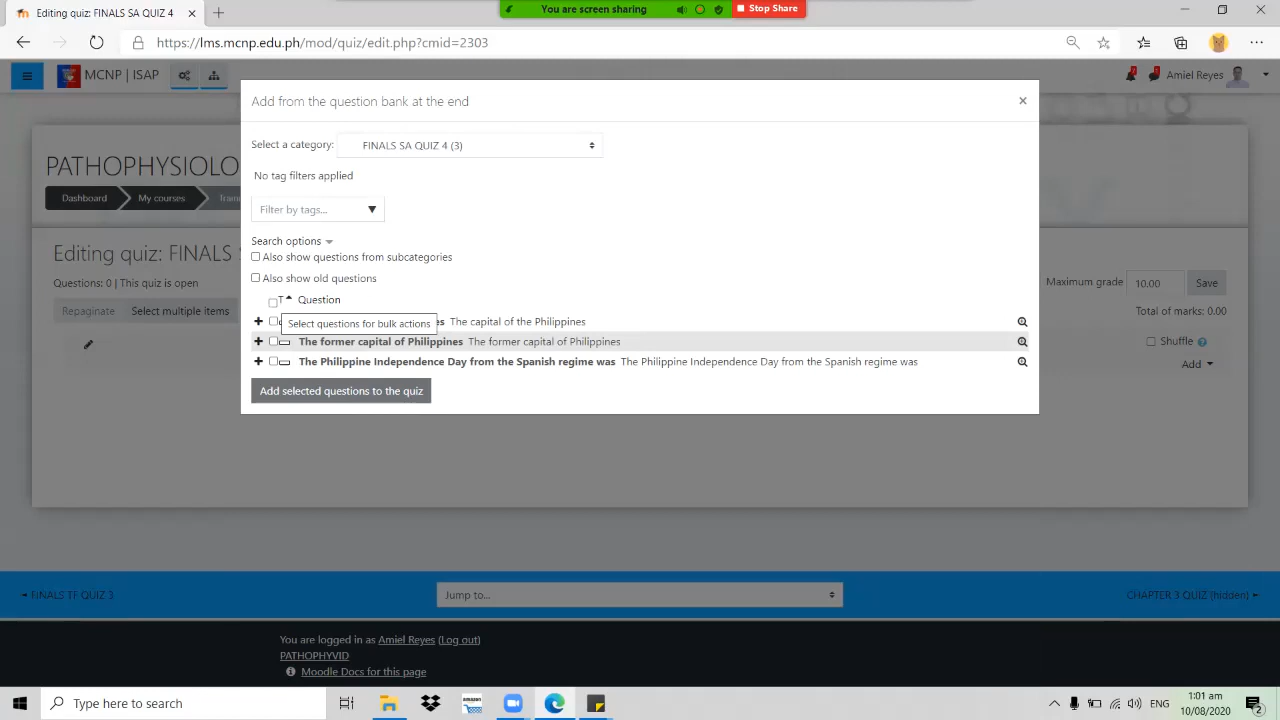 Editing quiz: FINALS SA QUIZ 4
You are screen sharing
Stop Share
https://lms.mcnp.edu.ph/mod/quiz/edit.php?cmid=2303
MCNP | ISAP
Amiel Reyes
Add from the question bank at the end
Select a category:
FINALS SA QUIZ 4 (3)
PATHOPHYSIOLO
No tag filters applied
Dashboard
My courses
Filter by tags...
Search options
Editing quiz: FINALS
Also show questions from subcategories
Also show old questions
Questions: 0 | This quiz is open
Maximum grade
10.00
Save
T
Question
Repaginate
Select multiple items
Total of marks: 0.00
Select questions for bulk actions
The capital of the Philippines
The former capital of Philippines The former capital of Philippines
Shuffle
The Philippine Independence Day from the Spanish regime was The Philippine Independence Day from the Spanish regime was
Add
Add selected questions to the quiz
◄ FINALS TF QUIZ 3
Jump to...
CHAPTER 3 QUIZ (hidden) ►
You are logged in as Amiel Reyes (Log out)
PATHOPHYVID
Moodle Docs for this page
Type here to search
amazon
ENG
1:01 am
10/08/2020
2